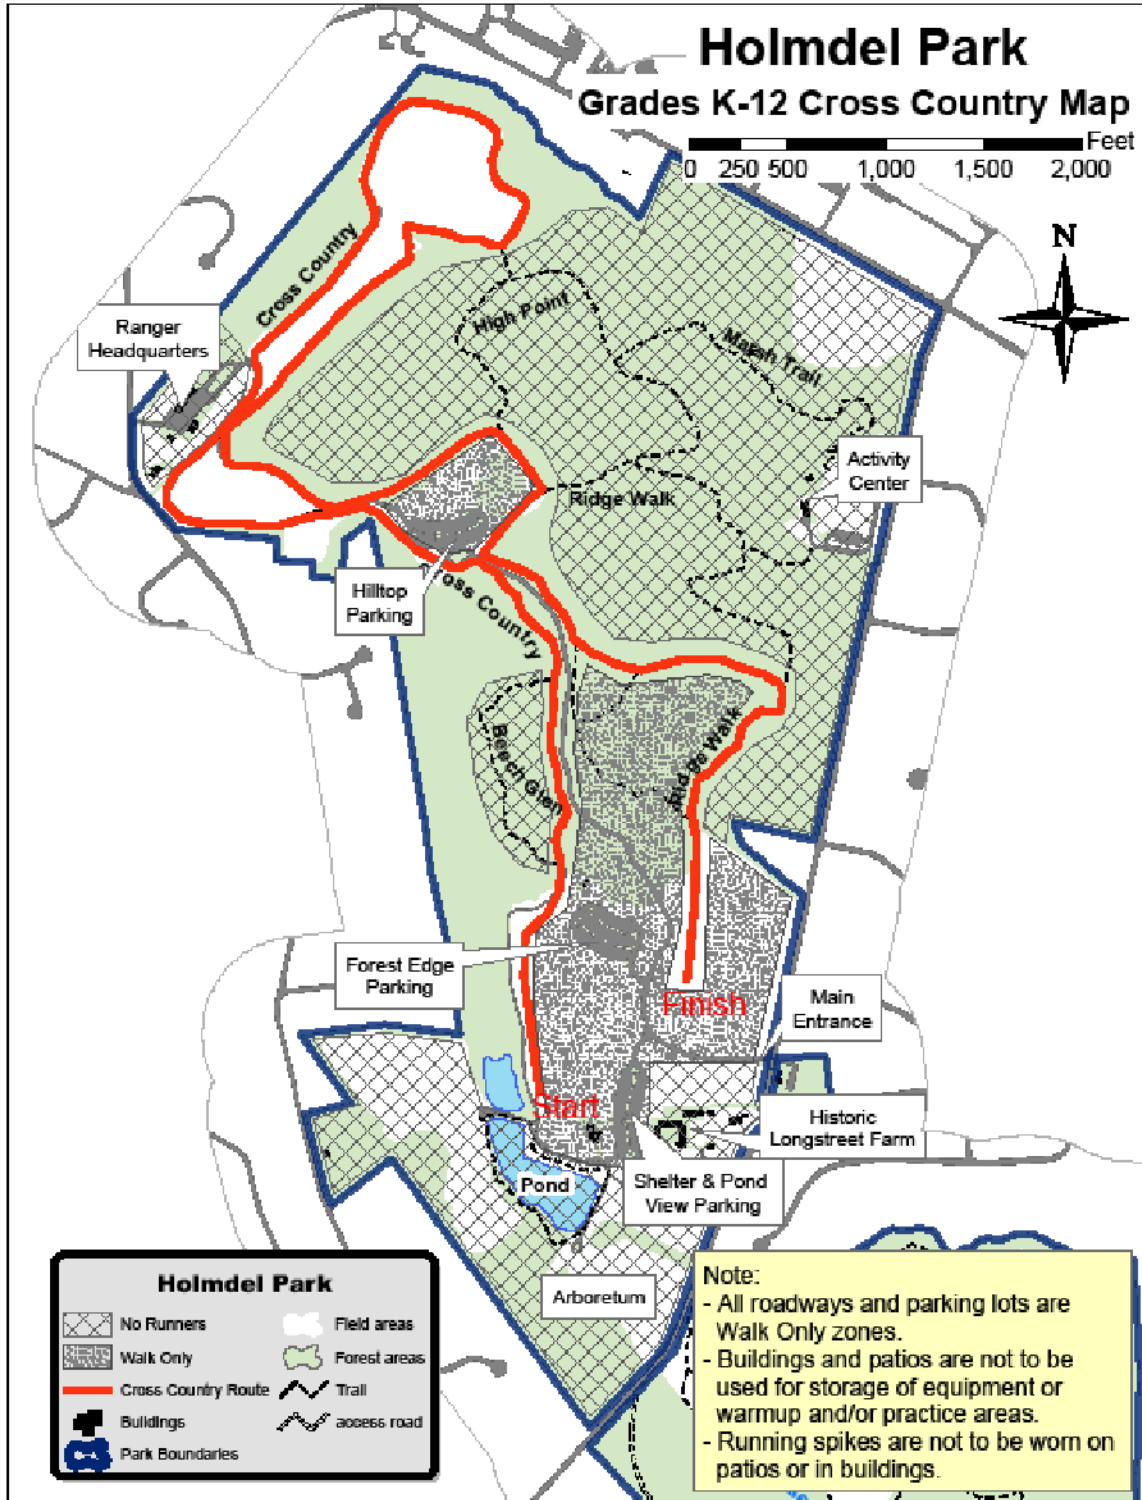 Holmdel Park
Grades K-12 Cross Country Map
Feet
0 250 500 1,000 1,500 2,000
N
Cross Country
Ranger
Headquarters
High Point
Marsh Trail
Activity
Center
Ridge Walk
Hilltop
Parking
Cross Country
Beech Glen
Ridge Walk
Forest Edge
Parking
Finish
Main
Entrance
Start
Historic
Longstreet Farm
Pond
Shelter & Pond
View Parking
Arboretum
Holmdel Park
No Runners
Field areas
Walk Only
Forest areas
Cross Country Route
Trail
Buildings
access road
Park Boundaries
Note:
- All roadways and parking lots are
Walk Only zones.
- Buildings and patios are not to be
used for storage of equipment or
warmup and/or practice areas.
- Running spikes are not to be worn on
patios or in buildings.